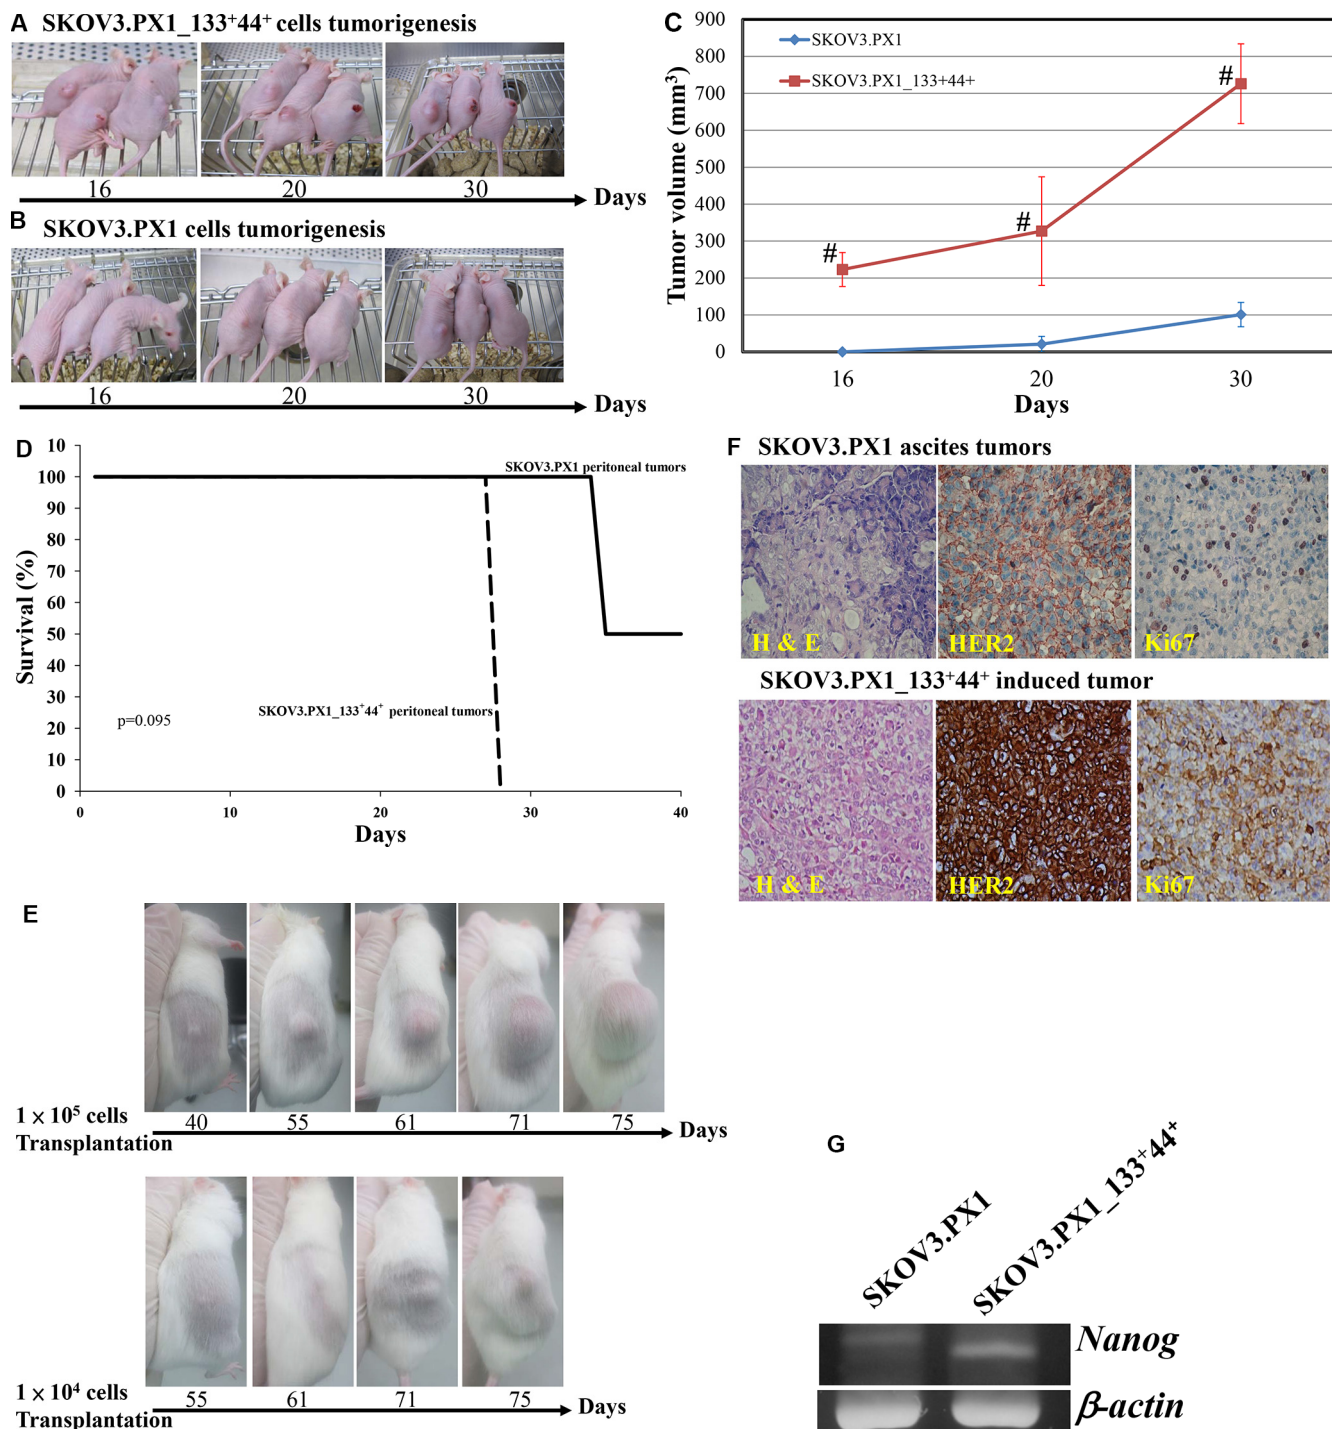 A SKOV3.PX1_133⁺44⁺ cells tumorigenesis
16 20 30 Days
B SKOV3.PX1 cells tumorigenesis
16 20 30 Days
C
Tumor volume (mm³)
900
800
700
600
500
400
300
200
100
0
SKOV3.PX1
SKOV3.PX1_133+44+
#
#
#
16 20 30
Days
D
Survival (%)
10
100
90
80
70
60
50
40
30
20
10
0
SKOV3.PX1 peritoneal tumors
SKOV3.PX1_133⁺44⁺ peritoneal tumors
p=0.095
0 10 20 30 40
Days
E
1 × 10⁵ cells
Transplantation
40 55 61 71 75 Days
1 × 10⁴ cells
Transplantation
55 61 71 75 Days
F SKOV3.PX1 ascites tumors
H & E HER2 Ki67
SKOV3.PX1_133⁺44⁺ induced tumor
H & E HER2 Ki67
G
SKOV3.PX1
SKOV3.PX1_133⁺44⁺
Nanog
β-actin